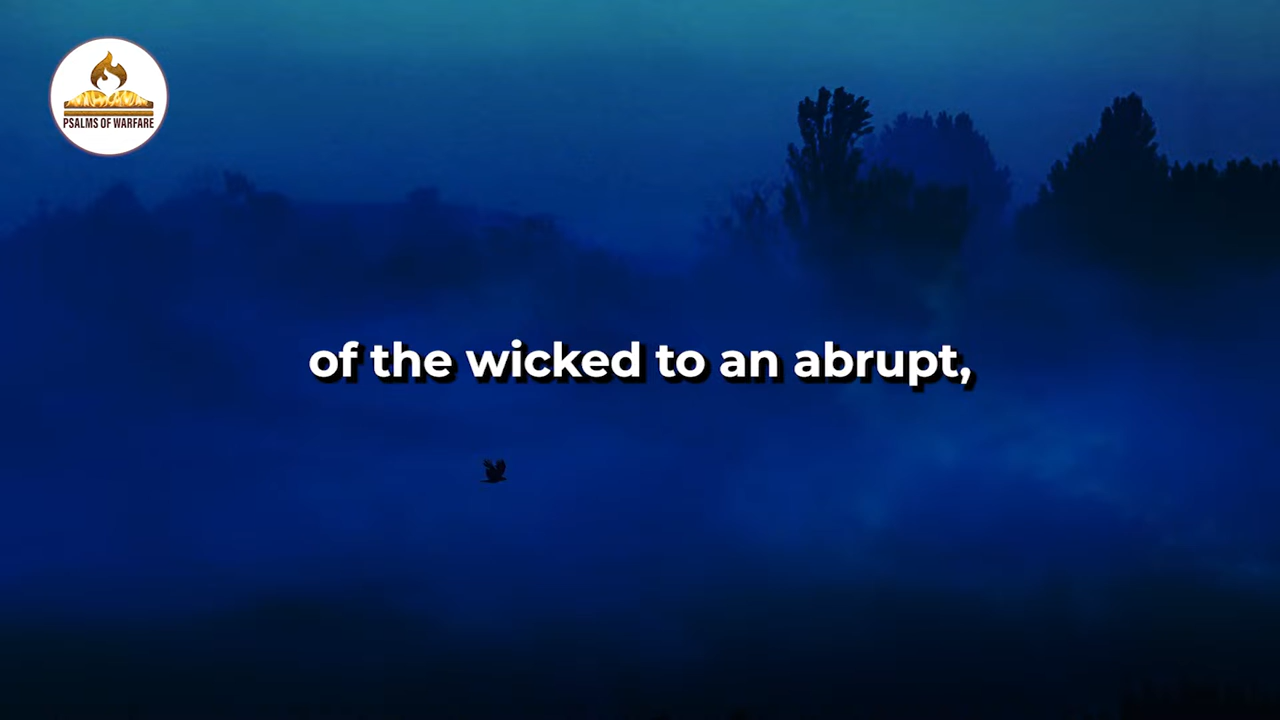 PSALMS OF WARFARE
of the wicked to an abrupt,